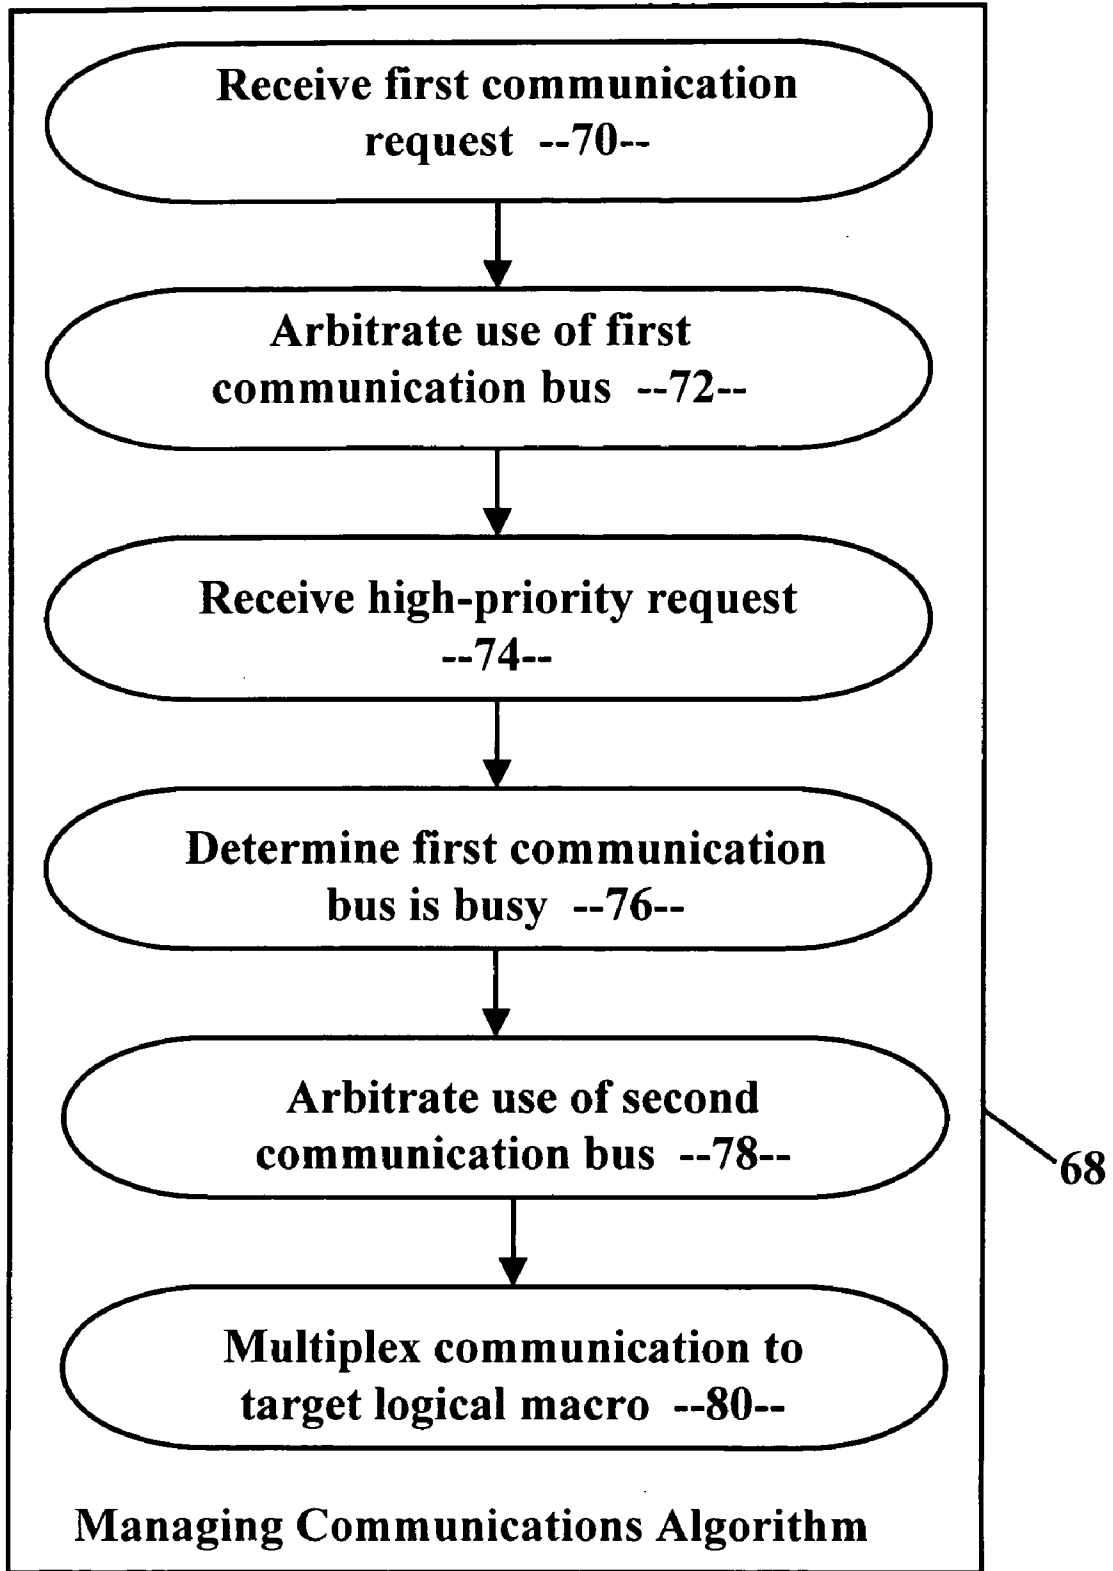 Receive first communication
request --70--
Arbitrate use of first
communication bus --72--
Receive high-priority request
--74--
Determine first communication
bus is busy --76--
Arbitrate use of second
communication bus --78--
68
Multiplex communication to
target logical macro --80--
Managing Communications Algorithm